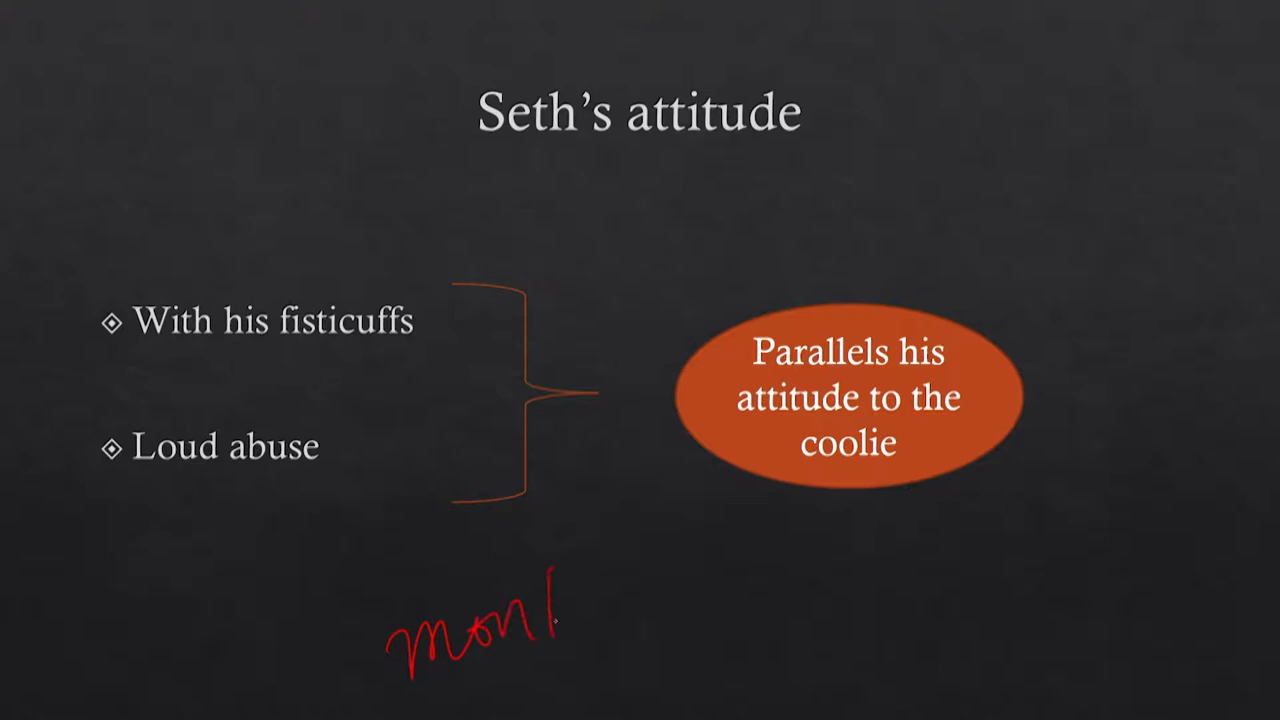 Seth's attitude
With his fisticuffs
Loud abuse
Parallels his
attitude to the
coolie